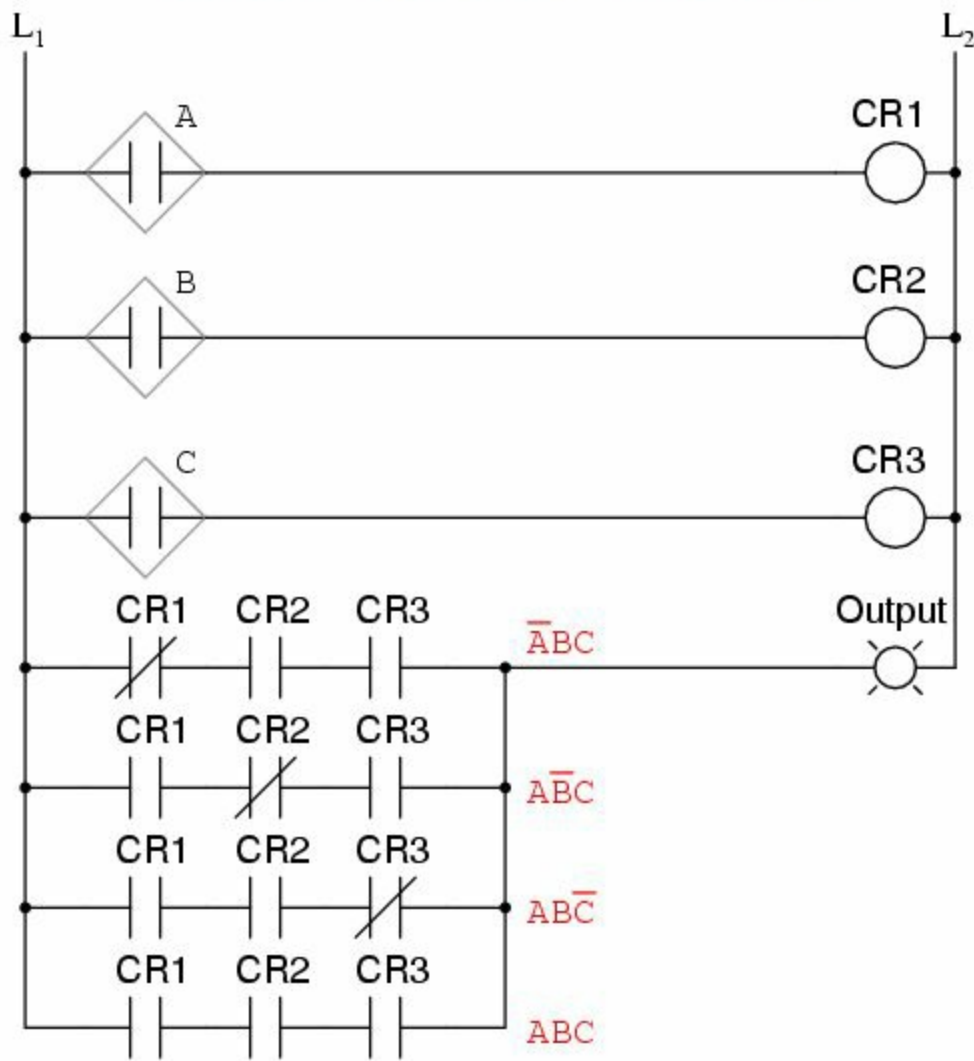 L₁ L₂
A CR1
B CR2
C CR3
CR1 CR2 CR3 A̅BC Output
CR1 CR2 CR3 AB̅C
CR1 CR2 CR3 ABC̅
CR1 CR2 CR3 ABC